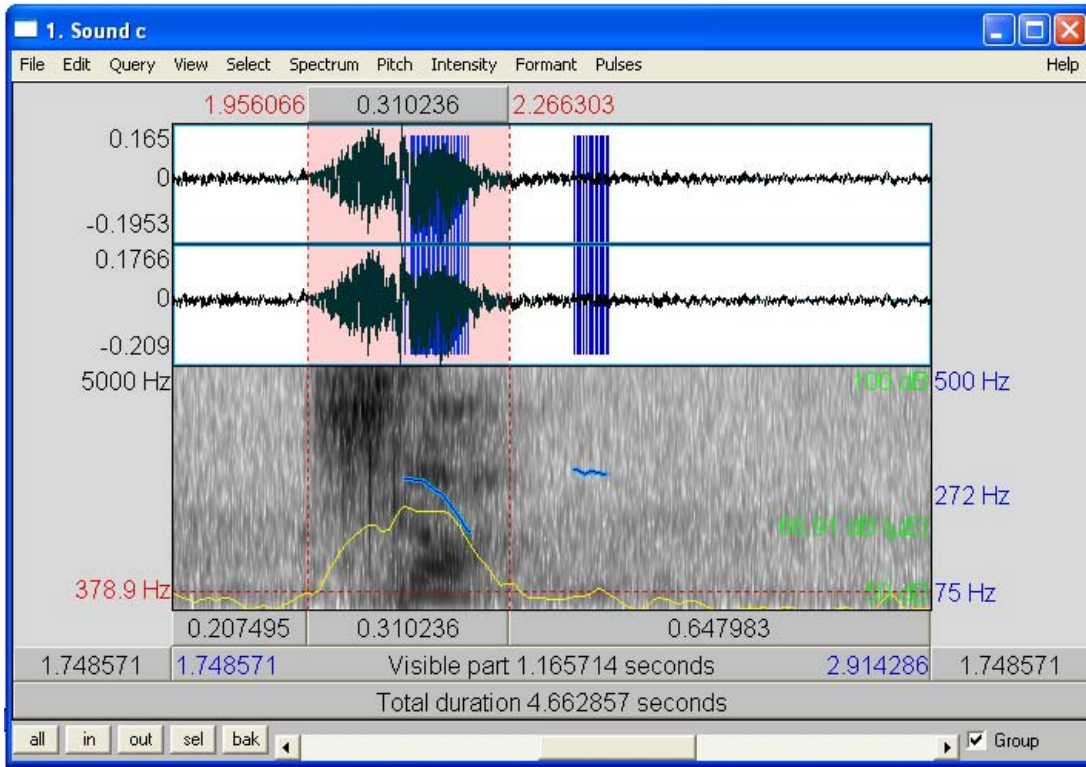 1. Sound c
File Edit Query View Select Spectrum Pitch Intensity Formant Pulses Help
1.956066 0.310236 2.266303
0.165
0
-0.1953
0.1766
0
-0.209
5000 Hz 100 dB 500 Hz
272 Hz
378.9 Hz 75 Hz
0.207495 0.310236 0.647983
1.748571 1.748571 Visible part 1.165714 seconds 2.914286 1.748571
Total duration 4.662857 seconds
all in out sel bak Group